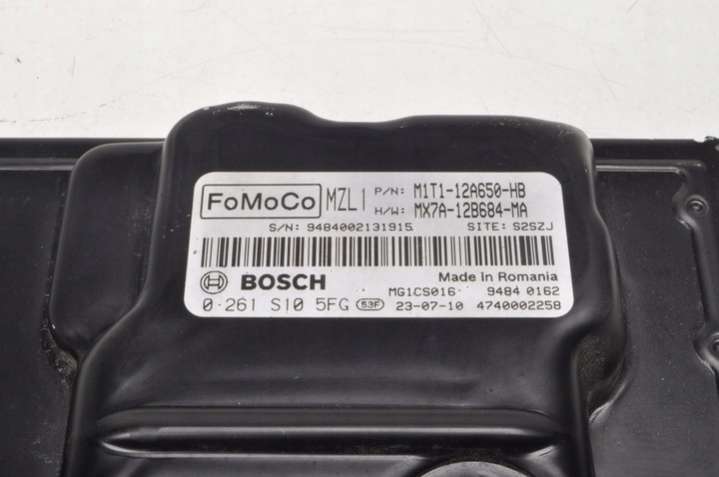 FoMoCo MZL1 P/N: M1T1-12A650-HB
H/W: MX7A-12B684-MA
S/N: 9484002131915 SITE: S2SZJ
BOSCH Made in Romania
MG1CS016 9484 0162
0 261 S10 5FG 53F 23-07-10 4740002258